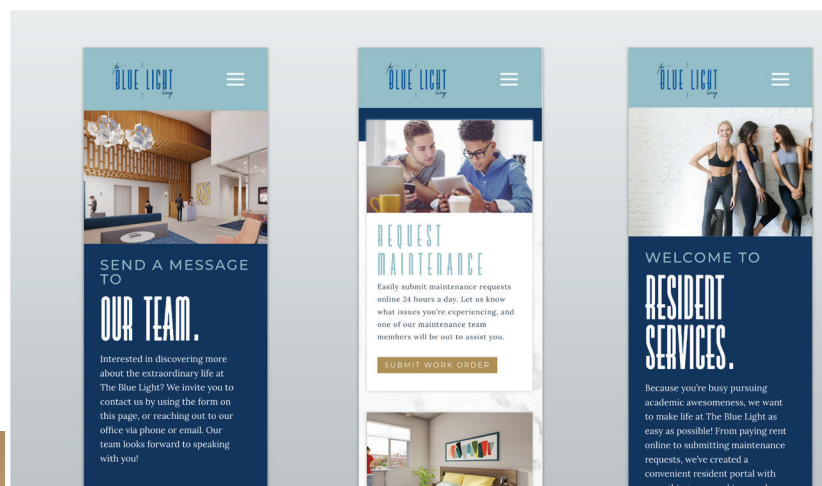 the
BLUE LIGHT
living
SEND A MESSAGE
TO
OUR TEAM.
Interested in discovering more
about the extraordinary life at
The Blue Light? We invite you to
contact us by using the form on
this page, or reaching out to our
office via phone or email. Our
team looks forward to speaking
with you!
the
BLUE LIGHT
living
REQUEST
MAINTENANCE
Easily submit maintenance requests
online 24 hours a day. Let us know
what issues you're experiencing, and
one of our maintenance team
members will be out to assist you.
SUBMIT WORK ORDER
the
BLUE LIGHT
living
WELCOME TO
RESIDENT
SERVICES.
Because you're busy pursuing
academic awesomeness, we want
to make life at The Blue Light as
easy as possible! From paying rent
online to submitting maintenance
requests, we've created a
convenient resident portal with